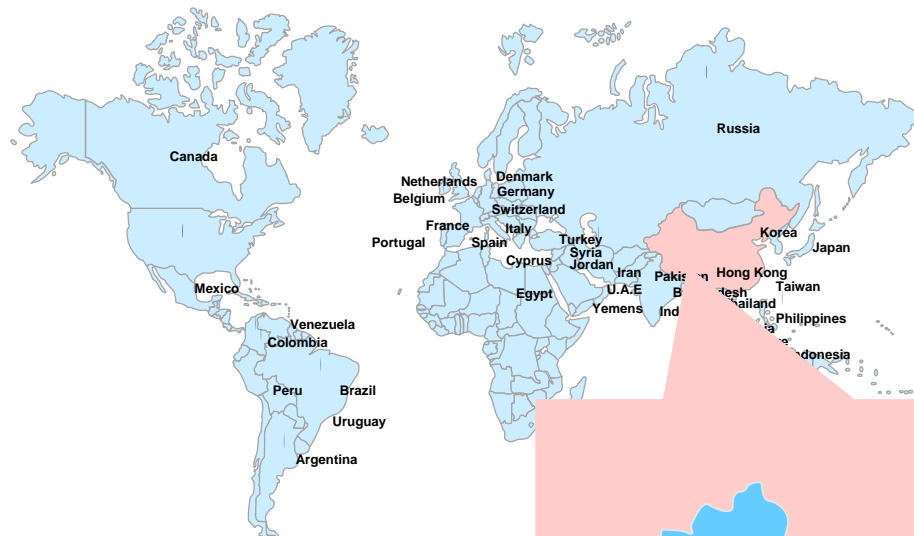 Russia
Canada
Denmark
Netherlands
Germany
Belgium
Switzerland
France
Italy
Korea
Portugal
Spain
Turkey
Japan
Syria
Cyprus
Jordan
Iran
Hong Kong
Mexico
U.A.E
Taiwan
Egypt
Yemens
Philippines
Venezuela
Colombia
Peru
Brazil
Uruguay
Argentina